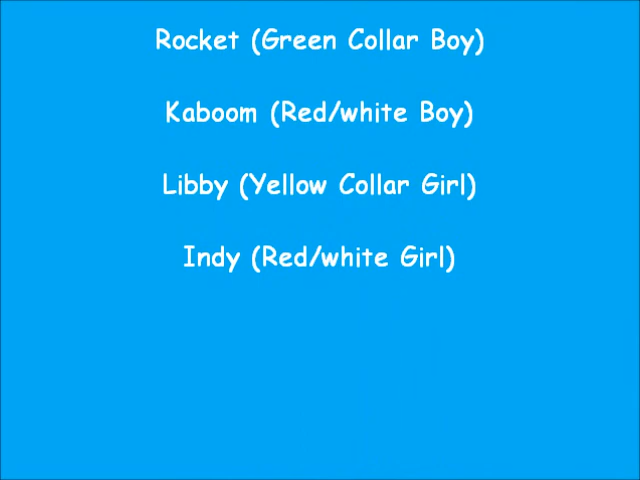 Rocket (Green Collar Boy)
Kaboom (Red/white Boy)
Libby (Yellow Collar Girl)
Indy (Red/white Girl)